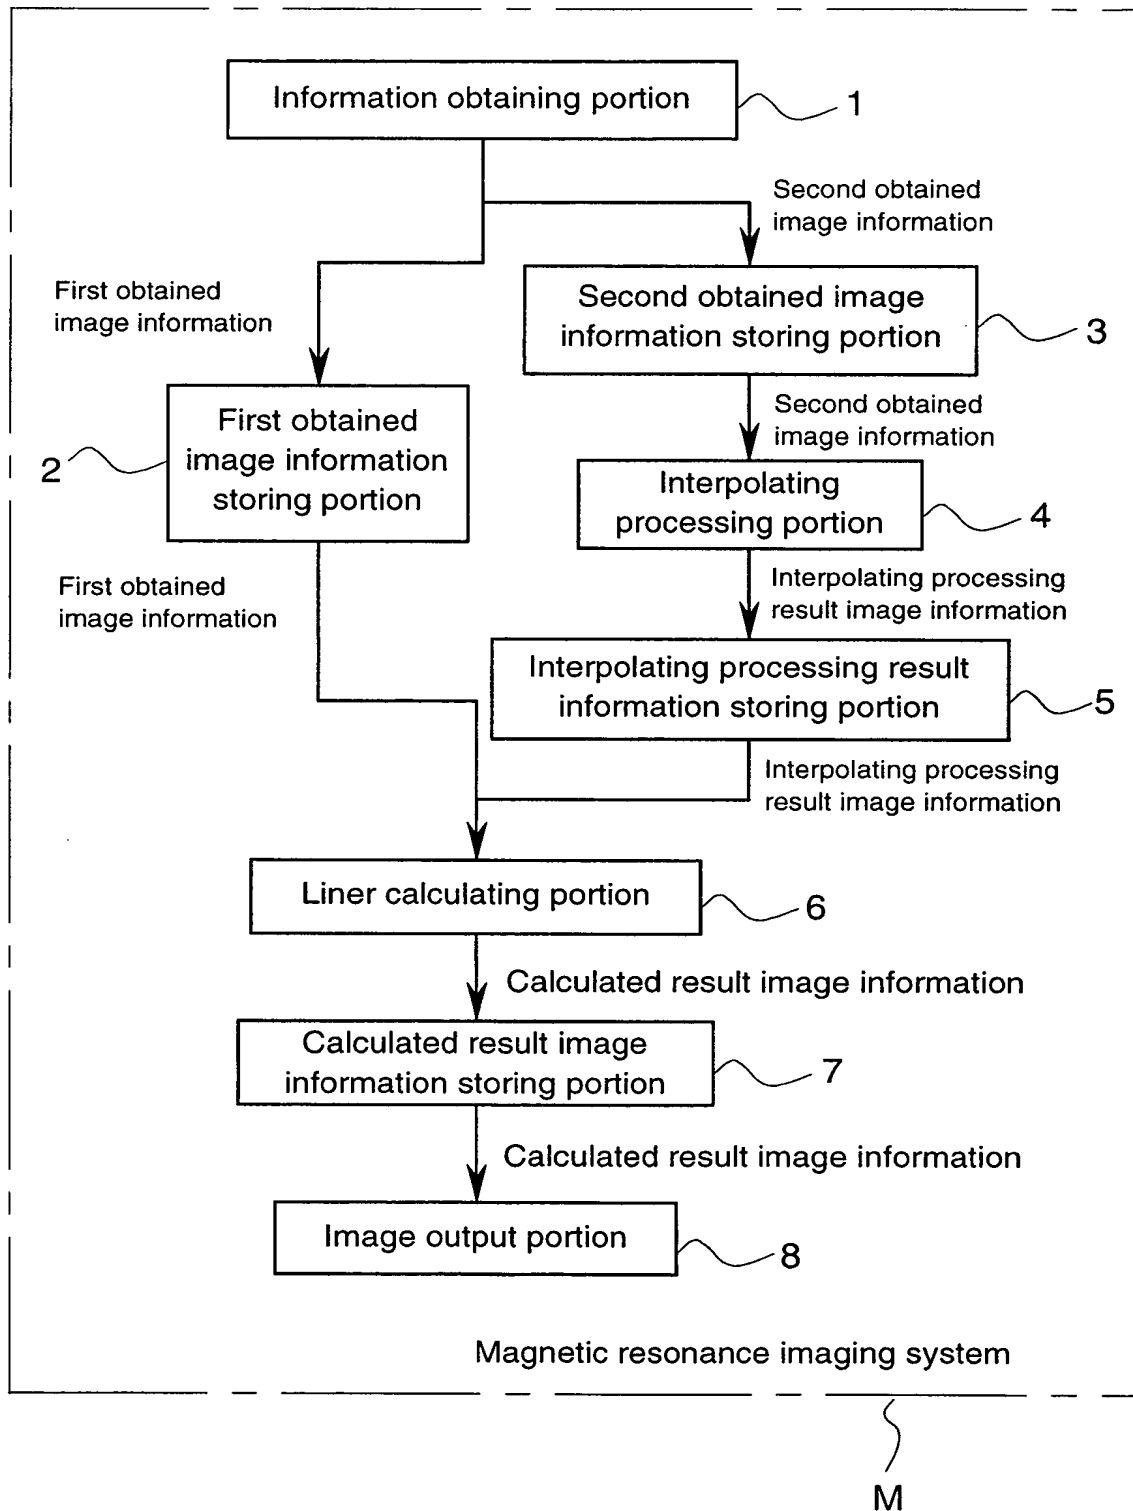 Information obtaining portion
1
Second obtained
image information
First obtained
image information
Second obtained image
information storing portion
3
Second obtained
image information
First obtained
image information
storing portion
2
Interpolating
processing portion
4
First obtained
image information
Interpolating processing
result image information
Interpolating processing result
information storing portion
5
Interpolating processing
result image information
Liner calculating portion
6
Calculated result image information
Calculated result image
information storing portion
7
Calculated result image information
Image output portion
8
Magnetic resonance imaging system
M